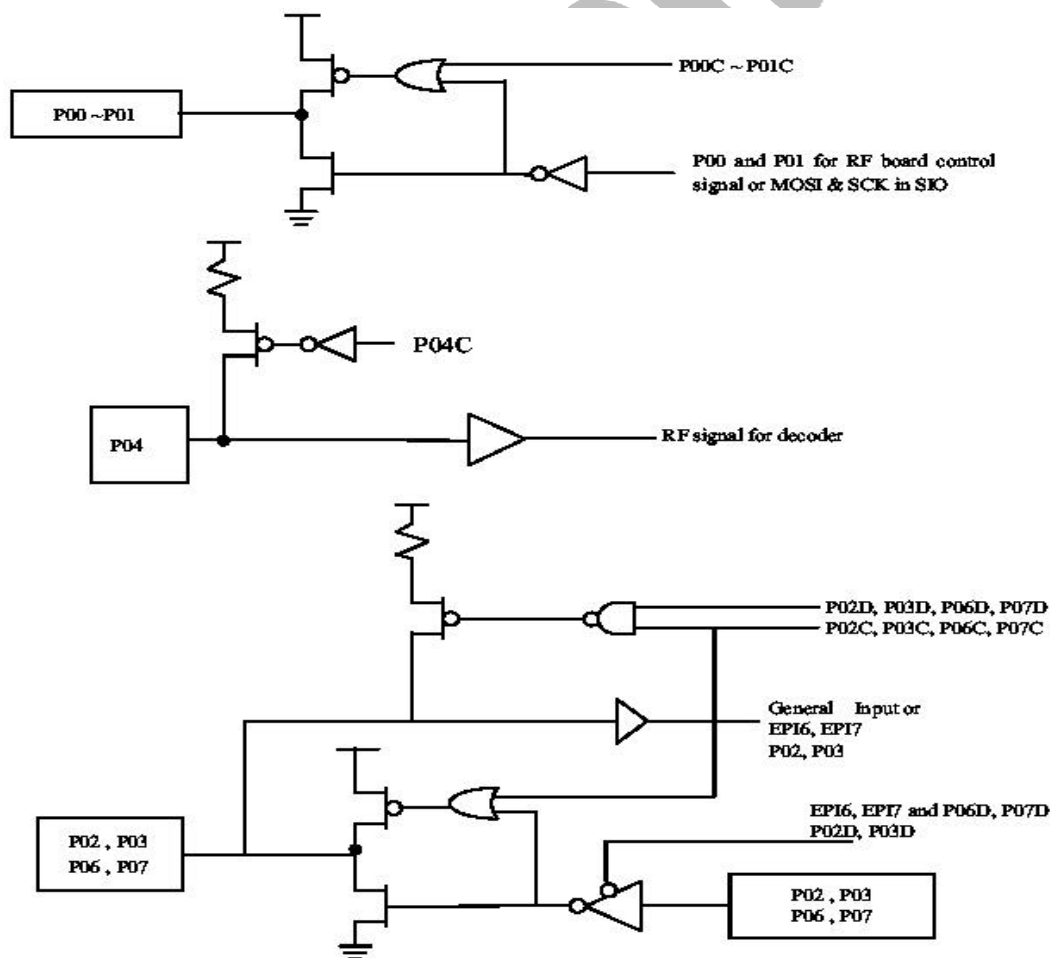 P00 ~P01
P00C ~ P01C
P00 and P01 for RF board control
signal or MOSI & SCK in SIO
P04C
P04
RF signal for decoder
P02D, P03D, P06D, P07D
P02C, P03C, P06C, P07C
General Input or
EPI6, EPI7
P02, P03
EPI6, EPI7 and P06D, P07D
P02D, P03D
P02 , P03
P06 , P07
P02 , P03
P06 , P07